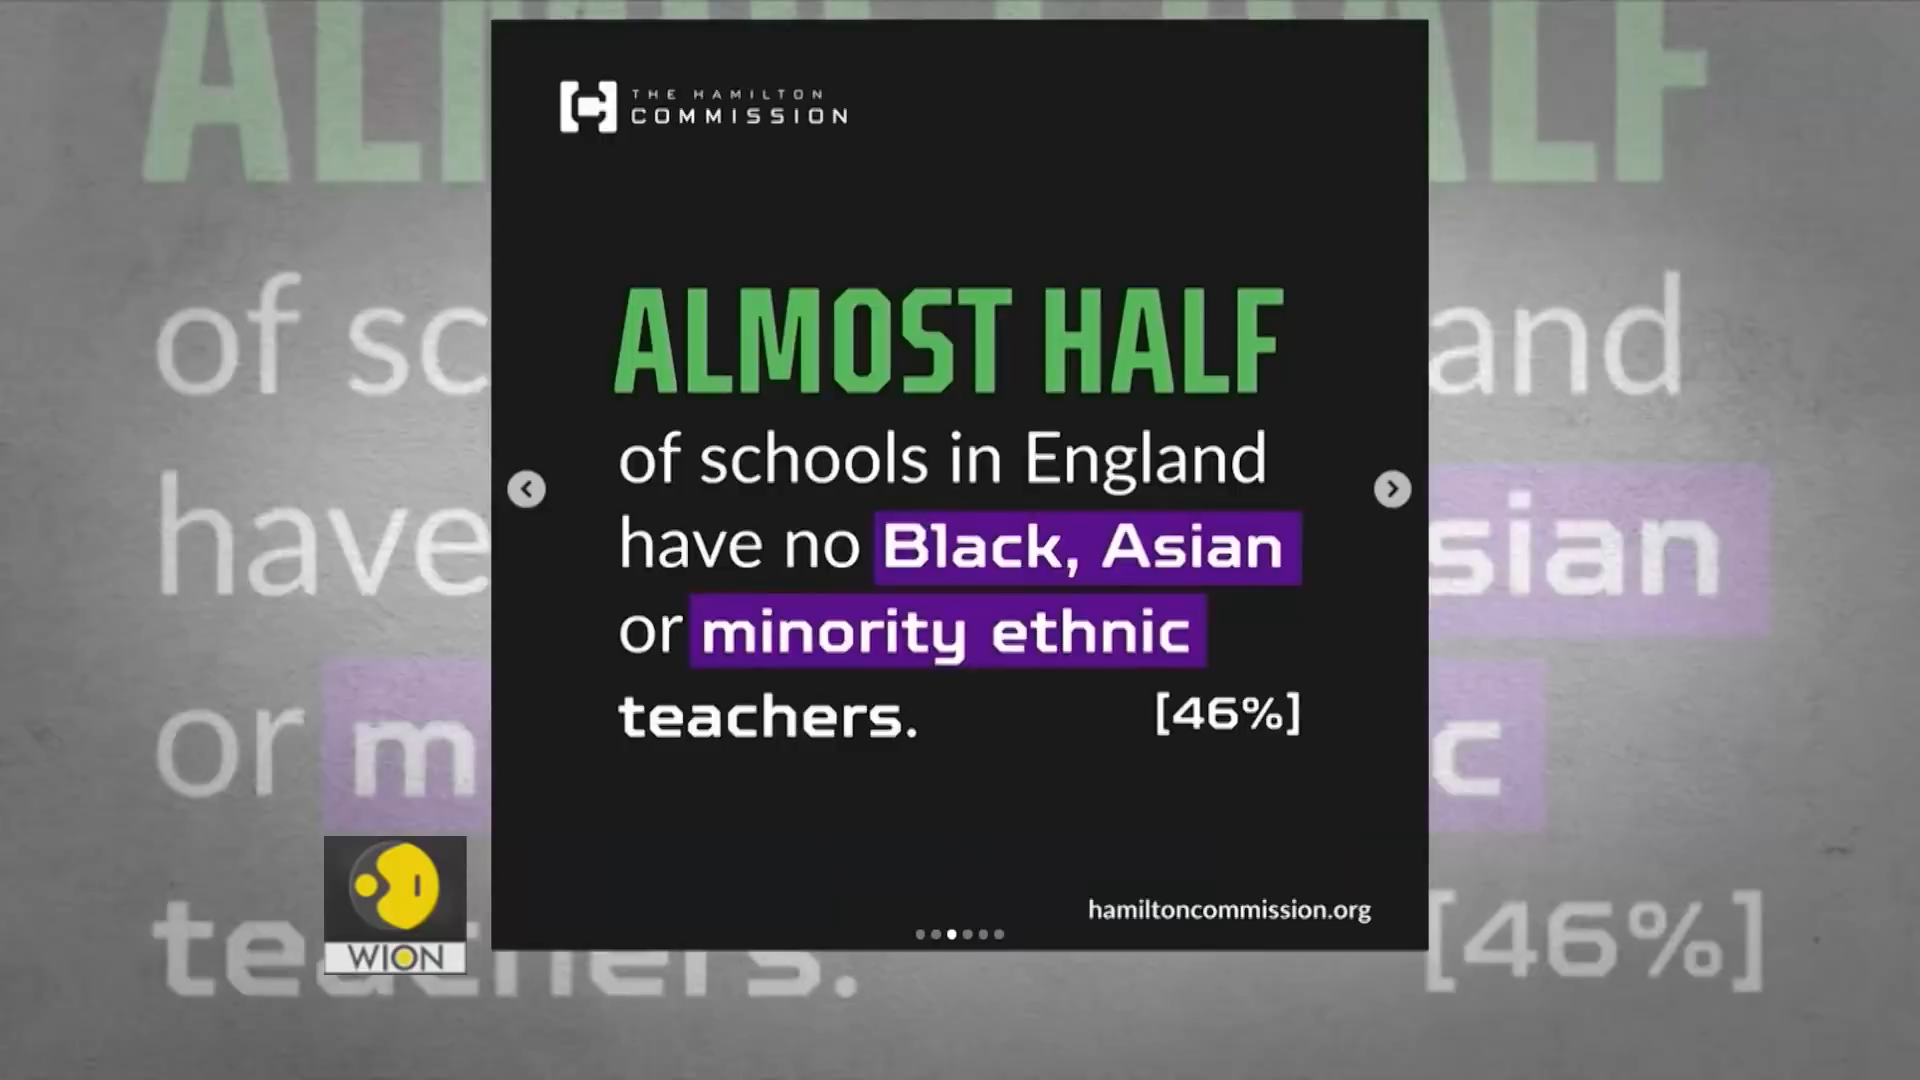 THE HAMILTON
COMMISSION
ALMOST HALF
of schools in England
have no Black, Asian
or minority ethnic
teachers. [46%]
hamiltoncommission.org
WION